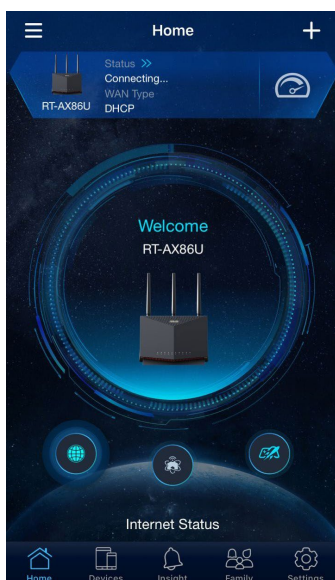 Home
Status >>
Connecting...
WAN Type
DHCP
RT-AX86U
Welcome
RT-AX86U
Internet Status
Home
Devices
Insight
Family
Settings